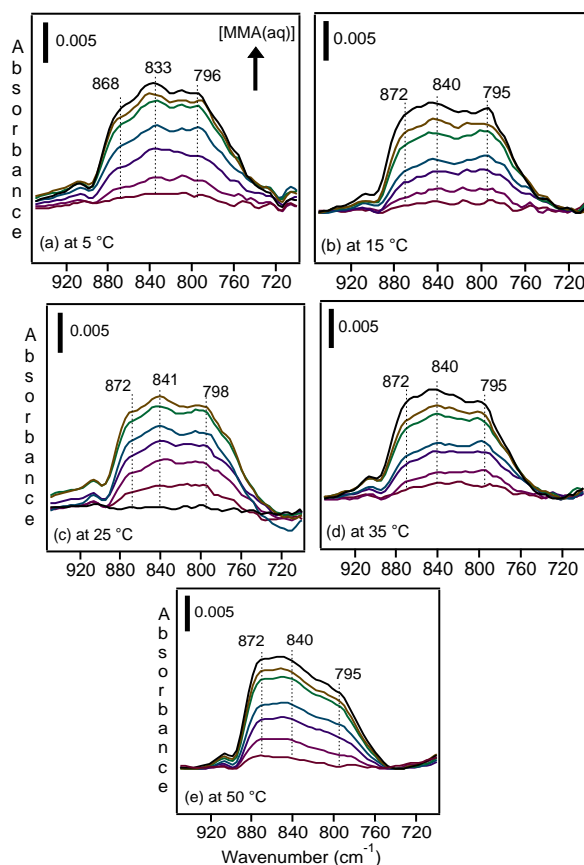 Absorbance
0.005
[MMA(aq)]
868 833 796
(a) at 5 °C
920 880 840 800 760
0.005
872 840 795
(b) at 15 °C
920 880 840 800 760 720
Absorbance
0.005
872 841 798
(c) at 25 °C
920 880 840 800 760 720
0.005
872 840 795
(d) at 35 °C
920 880 840 800 760 720
Absorbance
0.005
872 840 795
(e) at 50 °C
920 880 840 800 760 720
Wavenumber (cm⁻¹)